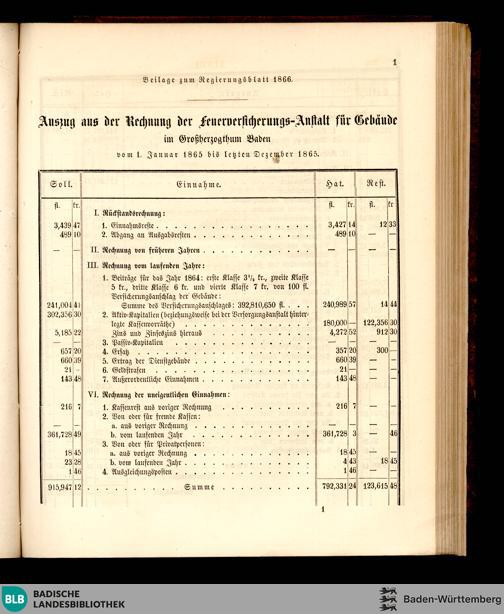 1
Beilage zum Regierungsblatt 1866.
Auszug aus der Rechnung der Feuerversicherungs-Anstalt für Gebäude
im Großherzogthum Baden
vom 1. Januar 1865 bis letzten Dezember 1865.
Soll. Einnahme. Hat. Rest.
fl. kr. fl. kr. fl. kr.
I. Rückstandsrechnung:
3,439 47 1. Einnahmsreste 3,427 14 12 33
489 10 2. Abgang an Ausgabsresten 489 10 — —
— — II. Rechnung von früheren Jahren — — — —
III. Rechnung vom laufenden Jahre:
1. Beiträge für das Jahr 1864: erste Klasse 3½ kr., zweite Klasse
5 kr., dritte Klasse 6 kr. und vierte Klasse 7 kr. von 100 fl.
Versicherungsanschlag der Gebäude:
241,004 41 Summe des Versicherungsanschlages: 392,810,650 fl. 240,989 57 14 44
302,356 30 2. Aktiv-Kapitalien (beziehungsweise bei der Versorgungsanstalt hinter-
legte Kassenvorräthe) 180,000 — 122,356 30
5,185 22 Zins und Zinseszins hieraus 4,272 52 912 30
— — 3. Passiv-Kapitalien — — — —
657 20 4. Ersatz 357 20 300 —
660 39 5. Ertrag der Dienstgebäude 660 39 — —
21 — 6. Geldstrafen 21 — — —
143 48 7. Außerordentliche Einnahmen 143 48 — —
VI. Rechnung der uneigentlichen Einnahmen:
216 7 1. Kassenrest aus voriger Rechnung 216 7 — —
2. Von oder für fremde Kassen:
— — a. aus voriger Rechnung — — — —
361,728 49 b. vom laufenden Jahr 361,728 3 — 46
3. Von oder für Privatpersonen:
18 45 a. aus voriger Rechnung 18 45 — —
23 28 b. vom laufenden Jahr 4 43 18 45
1 46 4. Ausgleichungsposten 1 46 — —
915,947 12 Summe 792,331 24 123,615 48
1
BLB BADISCHE
LANDESBIBLIOTHEK
Baden-Württemberg